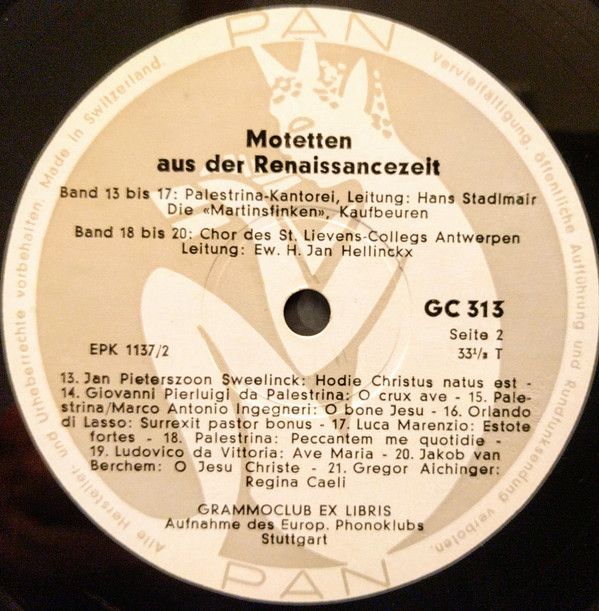 PAN
Alle Hersteller- und Urheberrechte vorbehalten. Made in Switzerland.
Vervielfältigung, öffentliche Aufführung und Rundfunksendung verboten.
Motetten
aus der Renaissancezeit
Band 13 bis 17: Palestrina-Kantorei, Leitung: Hans Stadlmair
Die «Martinsfinken», Kaufbeuren
Band 18 bis 20: Chor des St. Lievens-Collegs Antwerpen
Leitung: Ew. H. Jan Hellinckx
GC 313
Seite 2
EPK 1137/2
33¹/₃ T
13. Jan Pieterszoon Sweelinck: Hodie Christus natus est -
14. Giovanni Pierluigi da Palestrina: O crux ave - 15. Pale-
strina/Marco Antonio Ingegneri: O bone Jesu - 16. Orlando
di Lasso: Surrexit pastor bonus - 17. Luca Marenzio: Estote
fortes - 18. Palestrina: Peccantem me quotidie -
19. Ludovico da Vittoria: Ave Maria - 20. Jakob van
Berchem: O Jesu Christe - 21. Gregor Aichinger:
Regina Caeli
GRAMMOCLUB EX LIBRIS
Aufnahme des Europ. Phonoklubs
Stuttgart
PAN